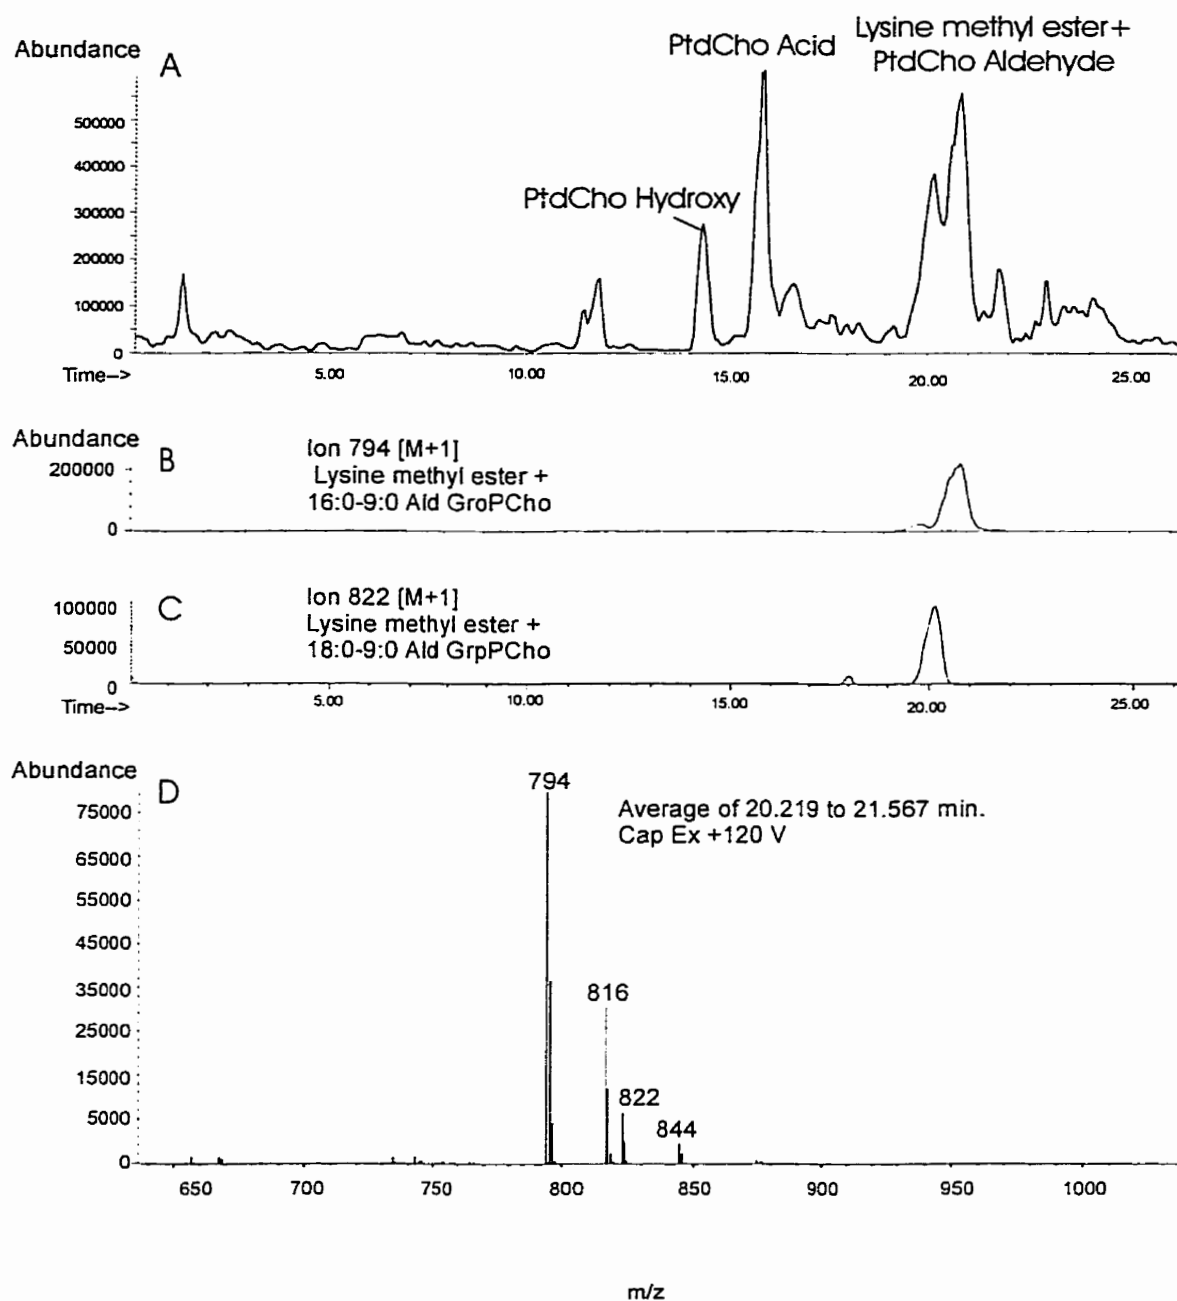 Abundance
A
PtdCho Acid
Lysine methyl ester+
PtdCho Aldehyde
PtdCho Hydroxy
500000
400000
300000
200000
100000
0
Time-->
5.00
10.00
15.00
20.00
25.00
Abundance
B
Ion 794 [M+1]
Lysine methyl ester +
16:0-9:0 Ald GroPCho
200000
0
C
Ion 822 [M+1]
Lysine methyl ester +
18:0-9:0 Ald GrpPCho
100000
50000
0
Time-->
5.00
10.00
15.00
20.00
25.00
Abundance
D
794
Average of 20.219 to 21.567 min.
Cap Ex +120 V
75000
65000
55000
45000
35000
25000
15000
5000
0
816
822
844
650
700
750
800
850
900
950
1000
m/z